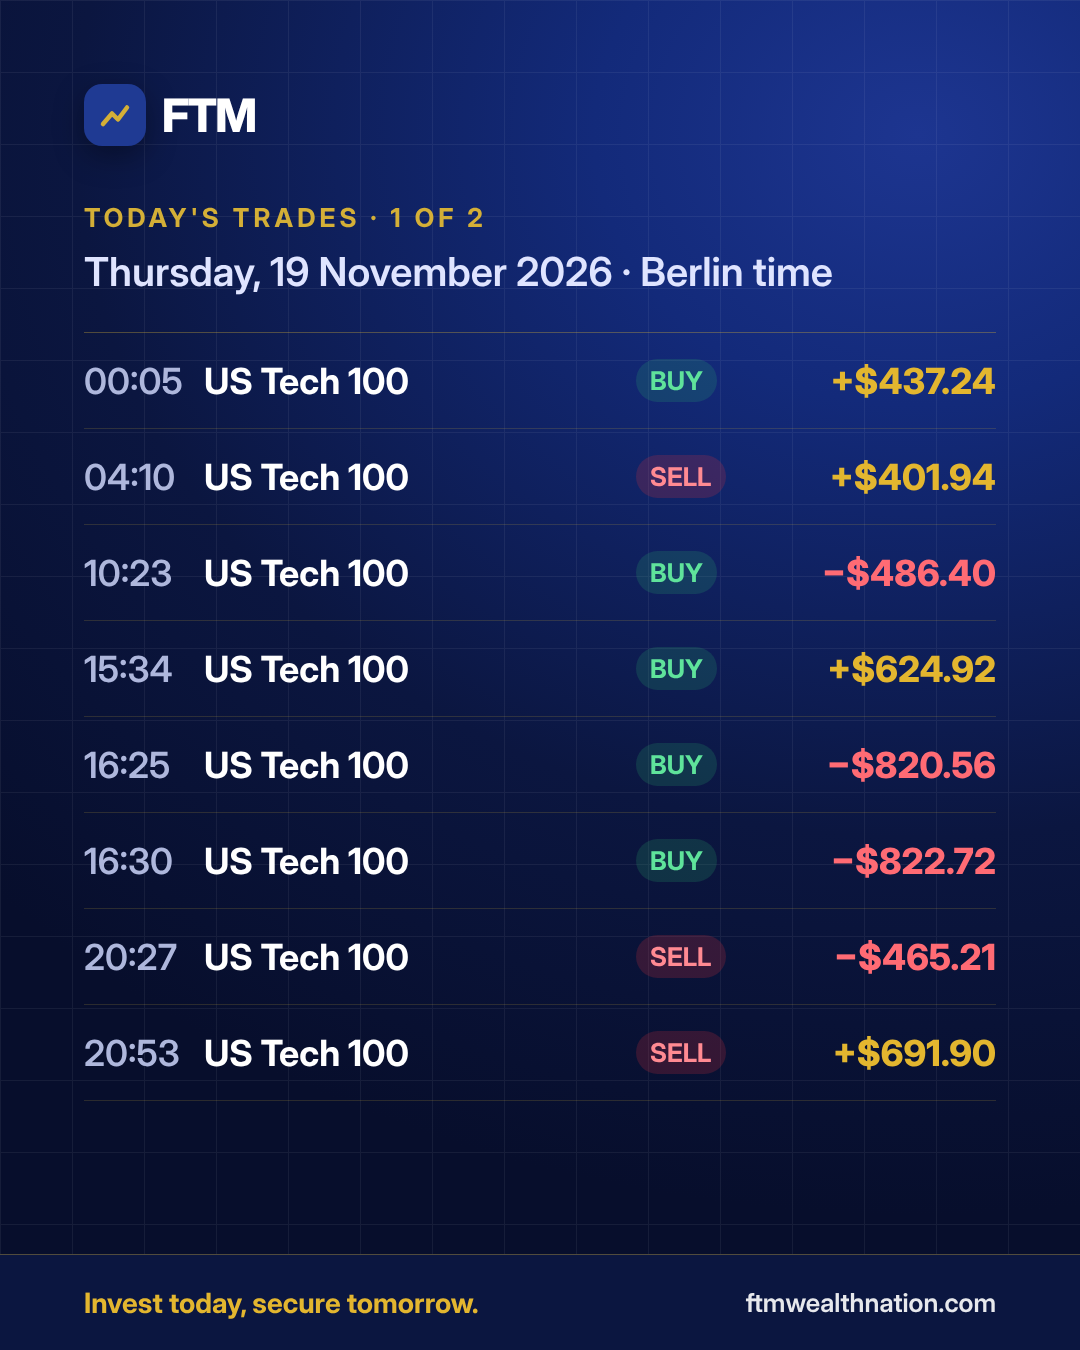 FTM
TODAY'S TRADES · 1 OF 2
Thursday, 19 November 2026 · Berlin time
00:05 US Tech 100 BUY +$437.24
04:10 US Tech 100 SELL +$401.94
10:23 US Tech 100 BUY −$486.40
15:34 US Tech 100 BUY +$624.92
16:25 US Tech 100 BUY −$820.56
16:30 US Tech 100 BUY −$822.72
20:27 US Tech 100 SELL −$465.21
20:53 US Tech 100 SELL +$691.90
Invest today, secure tomorrow. ftmwealthnation.com